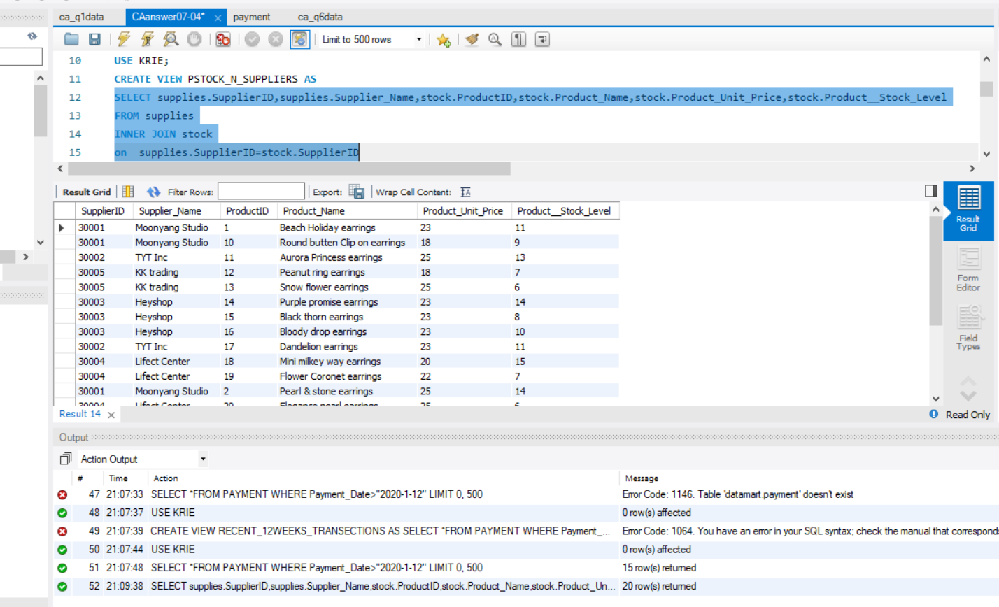 ca_q1data CAanswer07-04* payment ca_q6data
Limit to 500 rows
10 USE KRIE;
11 CREATE VIEW PSTOCK_N_SUPPLIERS AS
12 SELECT supplies.SupplierID,supplies.Supplier_Name,stock.ProductID,stock.Product_Name,stock.Product_Unit_Price,stock.Product__Stock_Level
13 FROM supplies
14 INNER JOIN stock
15 on supplies.SupplierID=stock.SupplierID
Result Grid Filter Rows: Export: Wrap Cell Content:
SupplierID Supplier_Name ProductID Product_Name Product_Unit_Price Product__Stock_Level
30001 Moonyang Studio 1 Beach Holiday earrings 23 11
30001 Moonyang Studio 10 Round butten Clip on earrings 18 9
30002 TYT Inc 11 Aurora Princess earrings 25 13
30005 KK trading 12 Peanut ring earrings 18 7
30005 KK trading 13 Snow flower earrings 25 6
30003 Heyshop 14 Purple promise earrings 23 14
30003 Heyshop 15 Black thorn earrings 23 8
30003 Heyshop 16 Bloody drop earrings 23 10
30002 TYT Inc 17 Dandelion earrings 23 11
30004 Lifect Center 18 Mini milkey way earrings 20 15
30004 Lifect Center 19 Flower Coronet earrings 22 7
30001 Moonyang Studio 2 Pearl & stone earrings 25 14
30004 Lifect Center 20 Elegance pearl earrings 25 6
Result
Grid
Form
Editor
Field
Types
Result 14 Read Only
Output
Action Output
# Time Action Message
47 21:07:33 SELECT *FROM PAYMENT WHERE Payment_Date>"2020-1-12" LIMIT 0, 500 Error Code: 1146. Table 'datamart.payment' doesn't exist
48 21:07:37 USE KRIE 0 row(s) affected
49 21:07:39 CREATE VIEW RECENT_12WEEKS_TRANSECTIONS AS SELECT *FROM PAYMENT WHERE Payment_... Error Code: 1064. You have an error in your SQL syntax; check the manual that corresponds
50 21:07:44 USE KRIE 0 row(s) affected
51 21:07:48 SELECT *FROM PAYMENT WHERE Payment_Date>"2020-1-12" LIMIT 0, 500 15 row(s) returned
52 21:09:38 SELECT supplies.SupplierID,supplies.Supplier_Name,stock.ProductID,stock.Product_Name,stock.Product_Un... 20 row(s) returned